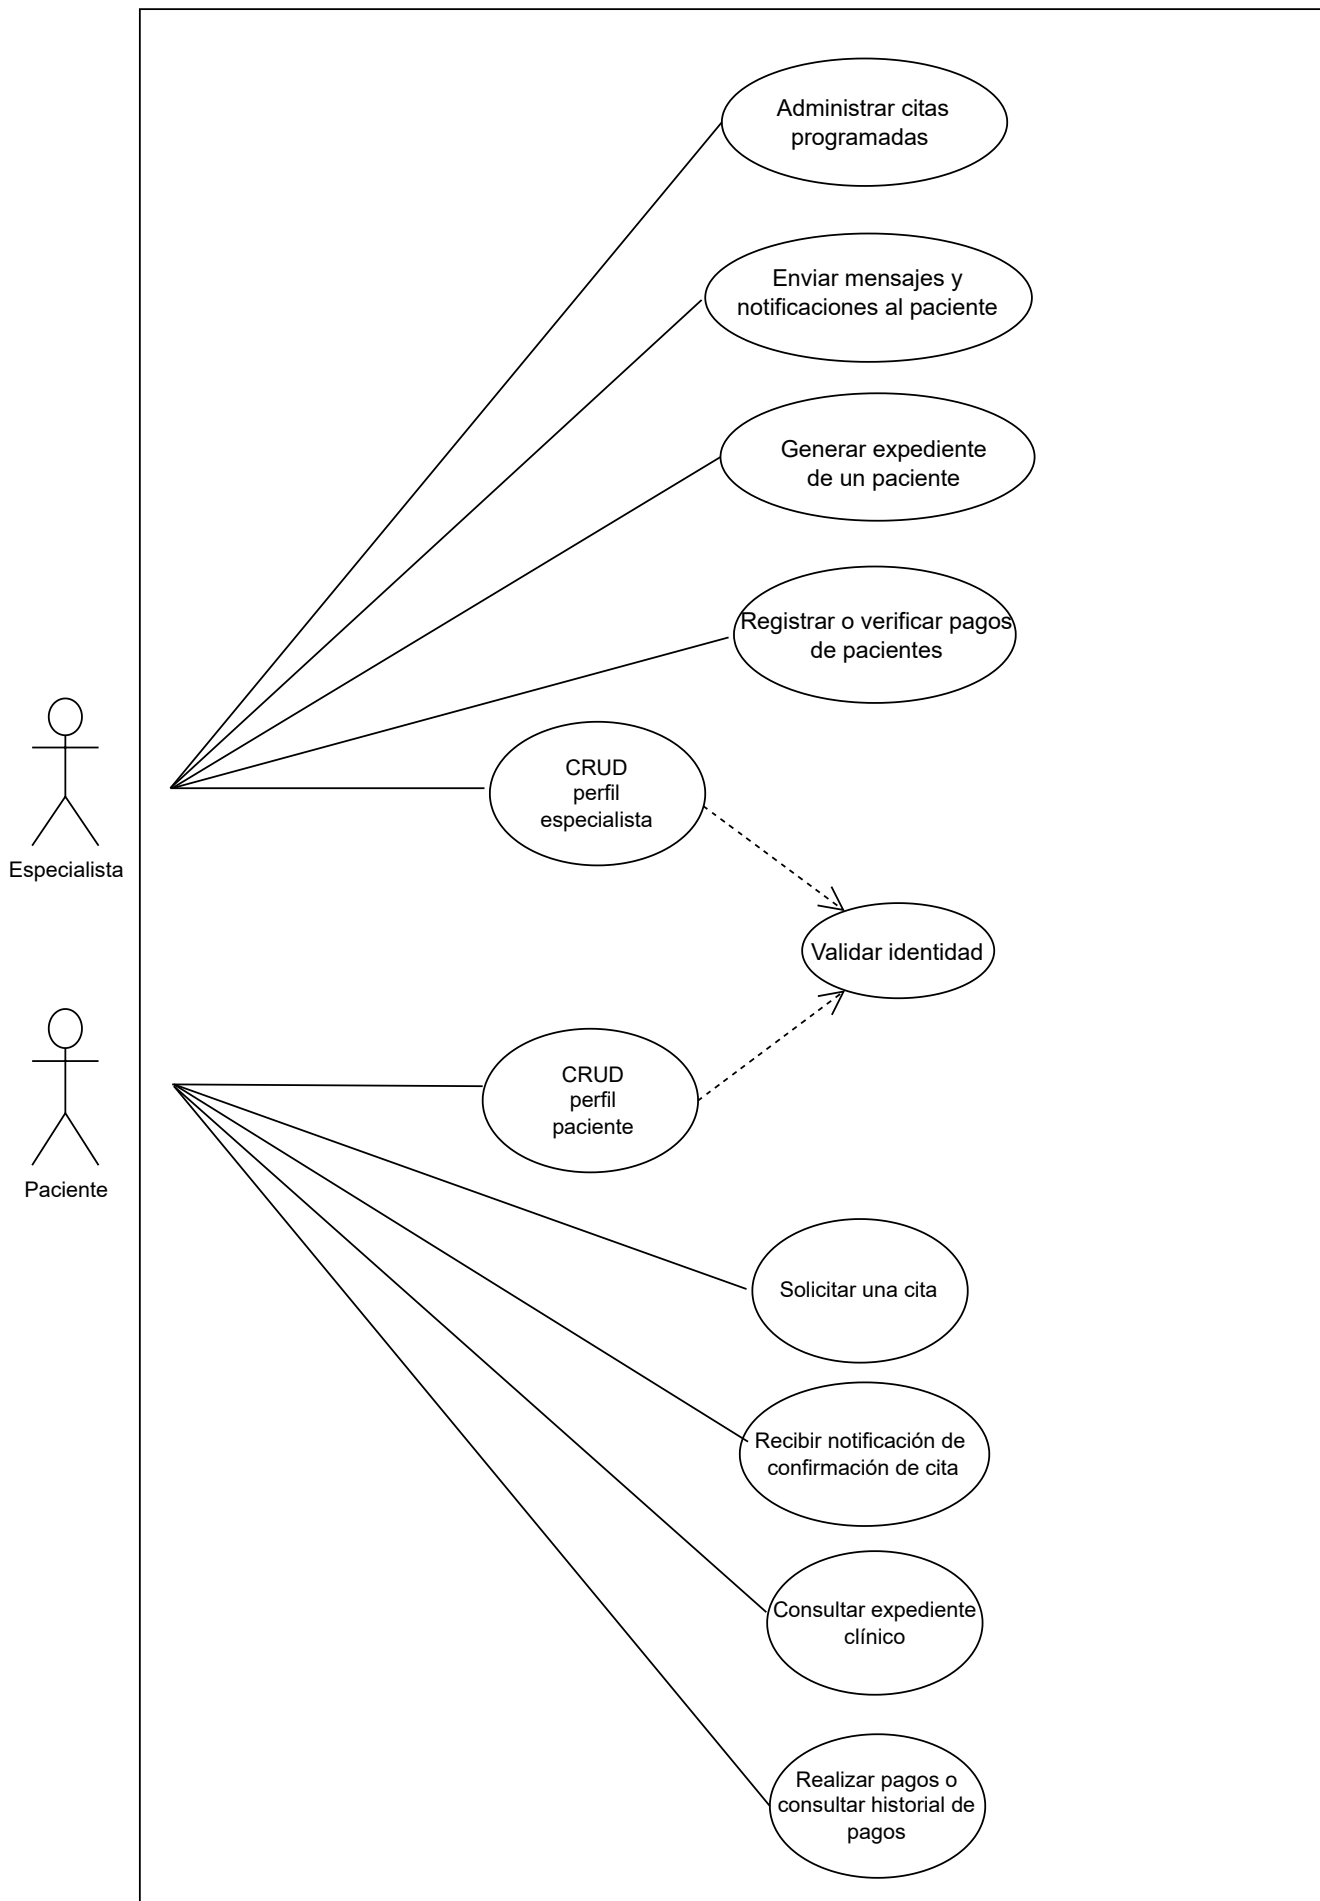 Administrar citas
programadas
Enviar mensajes y
notificaciones al paciente
Generar expediente
de un paciente
Registrar o verificar pagos
de pacientes
CRUD
perfil
especialista
Especialista
Validar identidad
CRUD
perfil
paciente
Paciente
Solicitar una cita
Recibir notificación de
confirmación de cita
Consultar expediente
clínico
Realizar pagos o
consultar historial de
pagos